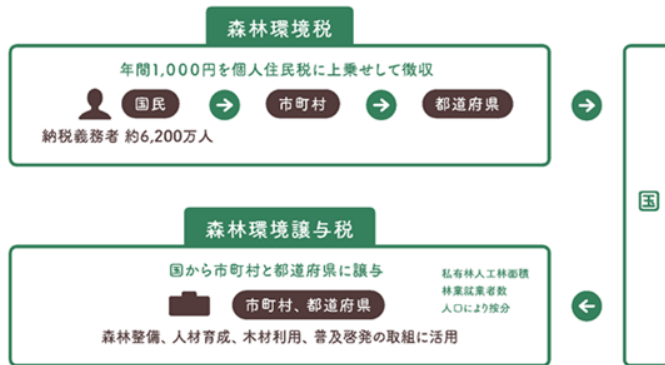 森林環境税
年間1,000円を個人住民税に上乗せして徴収
国民
市町村
都道府県
納税義務者 約6,200万人
国
森林環境譲与税
国から市町村と都道府県に譲与
私有林人工林面積
林業就業者数
人口により按分
市町村、都道府県
森林整備、人材育成、木材利用、普及啓発の取組に活用